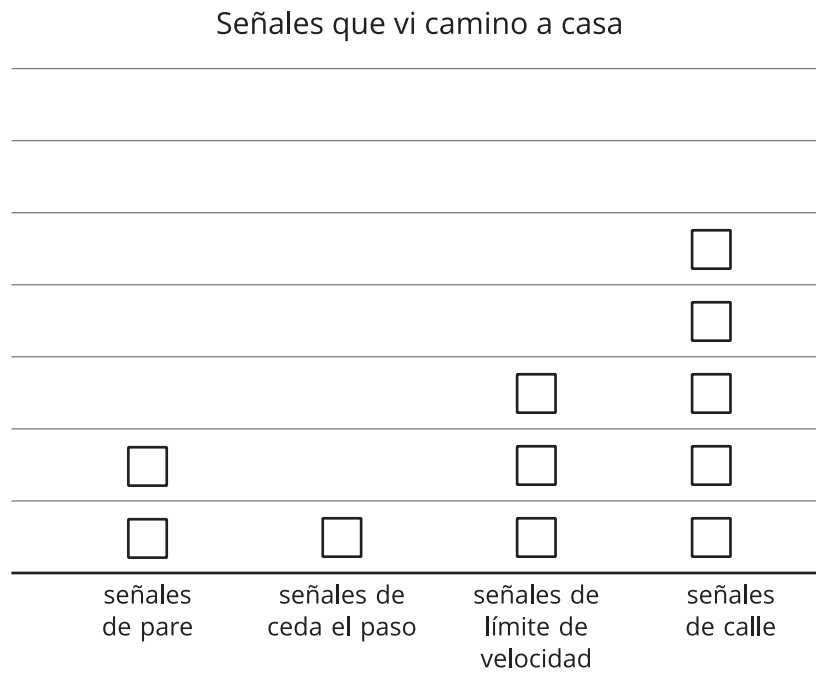 Señales que vi camino a casa
señales
de pare
señales de
ceda el paso
señales de
límite de
velocidad
señales
de calle